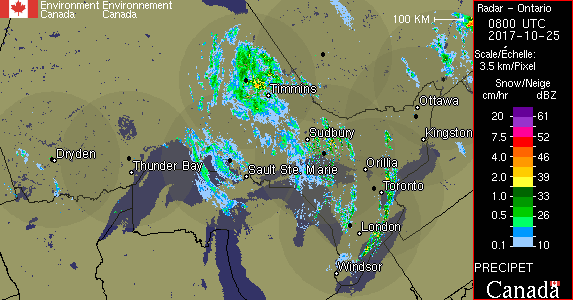 Environment Environnement
Canada Canada
100 KM
Radar - Ontario
0800 UTC
2017-10-25
Scale/Échelle:
3.5 km/Pixel
Snow/Neige
cm/hr dBZ
20 61
7.5 52
4.0 46
2.0 39
1.0 33
0.5 26
0.1 10
PRECIPET
Canada
Timmins
Ottawa
Sudbury
Kingston
Dryden
Thunder Bay
Sault Ste. Marie
Orillia
Toronto
London
Windsor